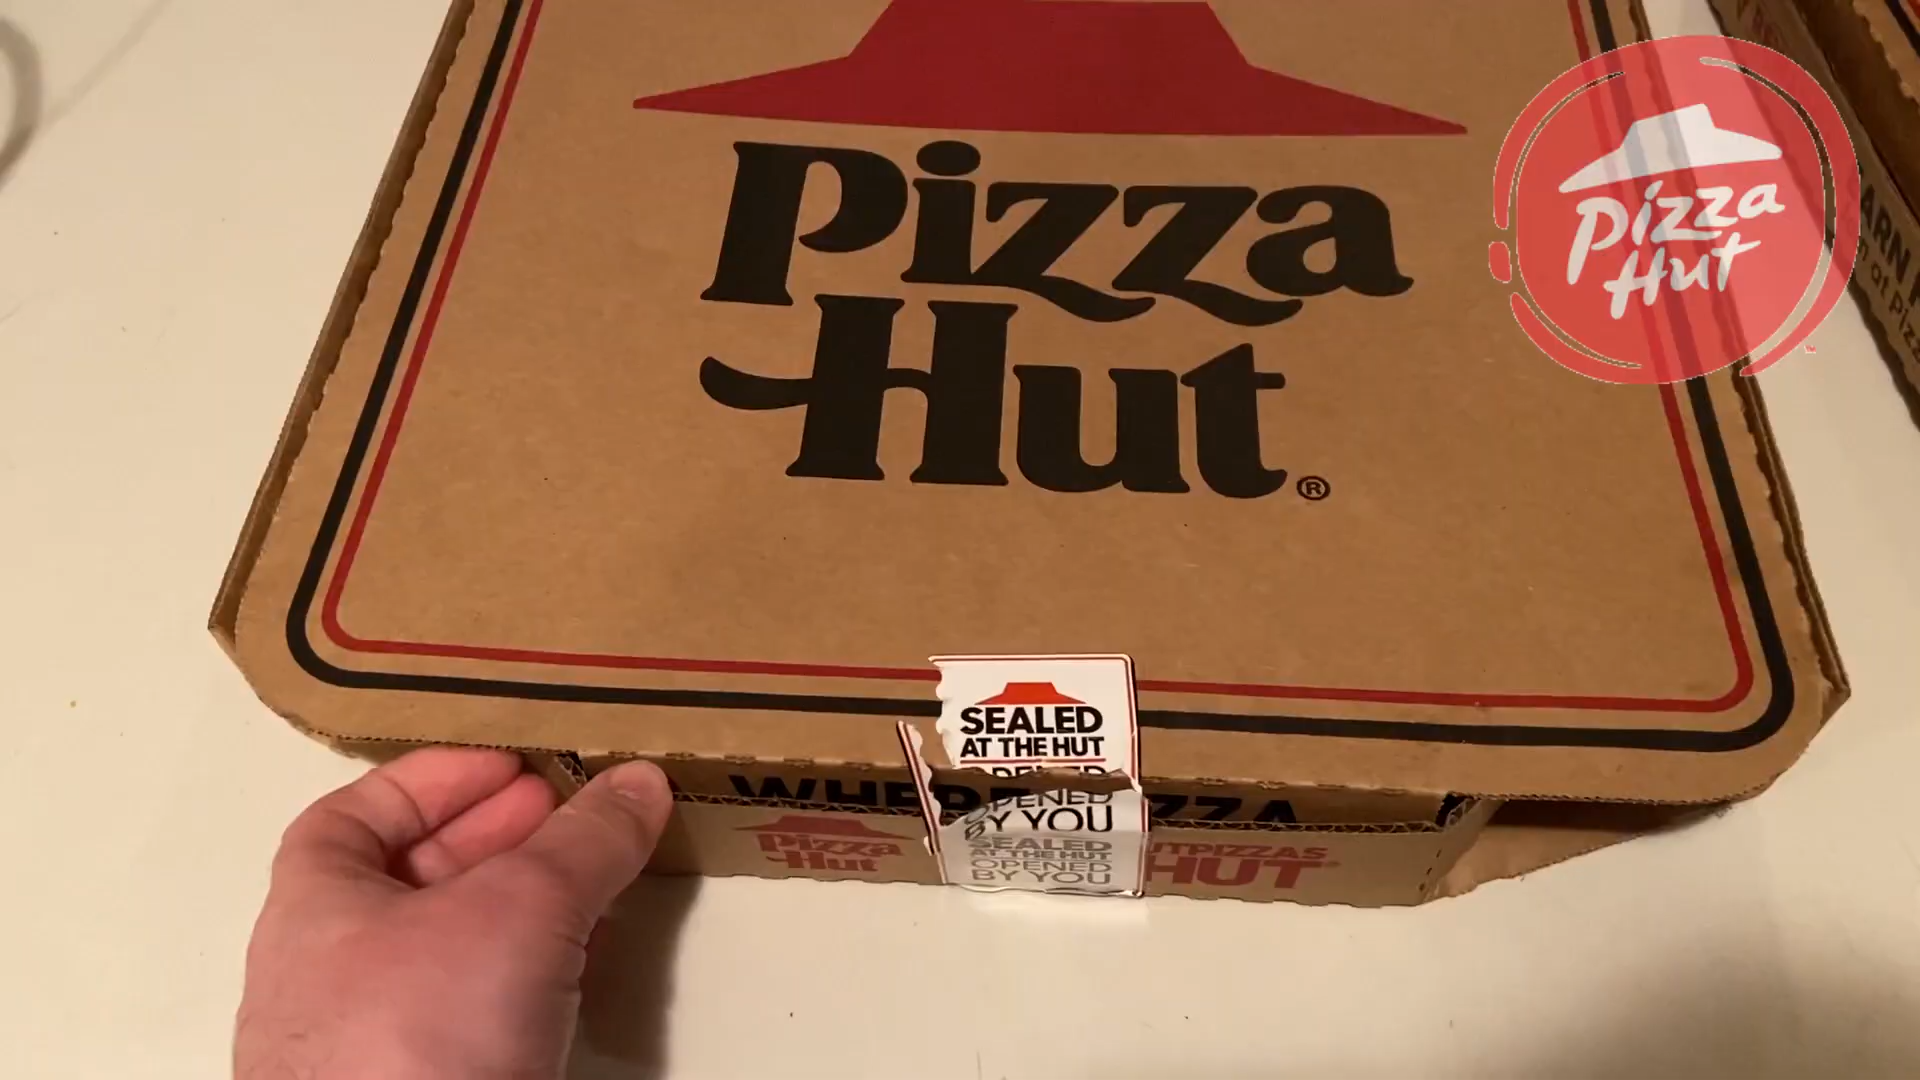 Pizza
Hut®
Pizza
Hut
™
SEALED
AT THE HUT
OPENED
BY YOU
SEALED
AT THE HUT
OPENED
BY YOU
Pizza
Hut
HUT®